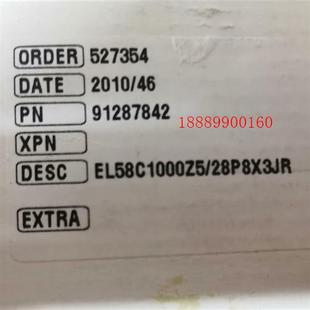 ORDER 527354
DATE 2010/46
PN 91287842
18889900160
XPN
DESC EL58C1000Z5/28P8X3JR
EXTRA